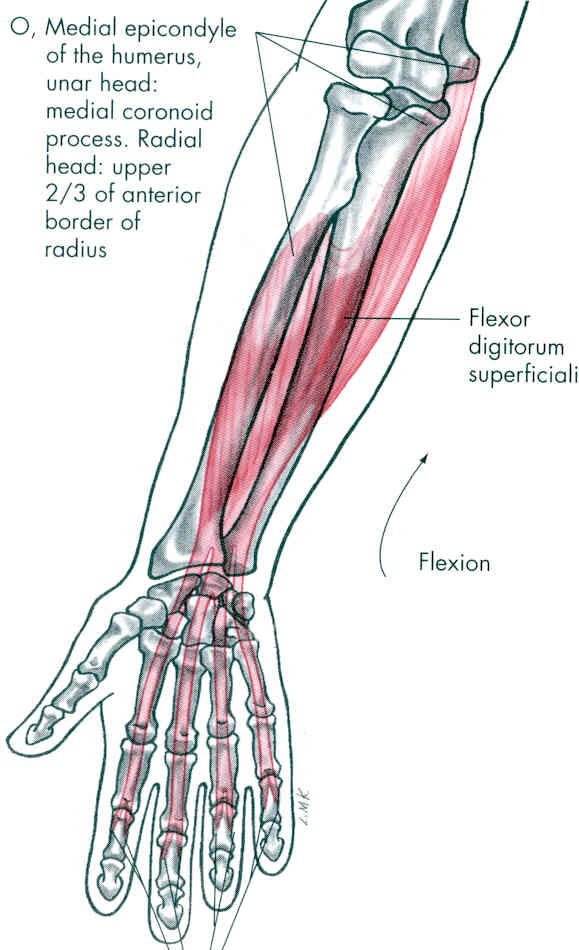 O, Medial epicondyle
of the humerus,
unar head:
medial coronoid
process. Radial
head: upper
2/3 of anterior
border of
radius
Flexor
digitorum
superficiali
Flexion
L.M.K